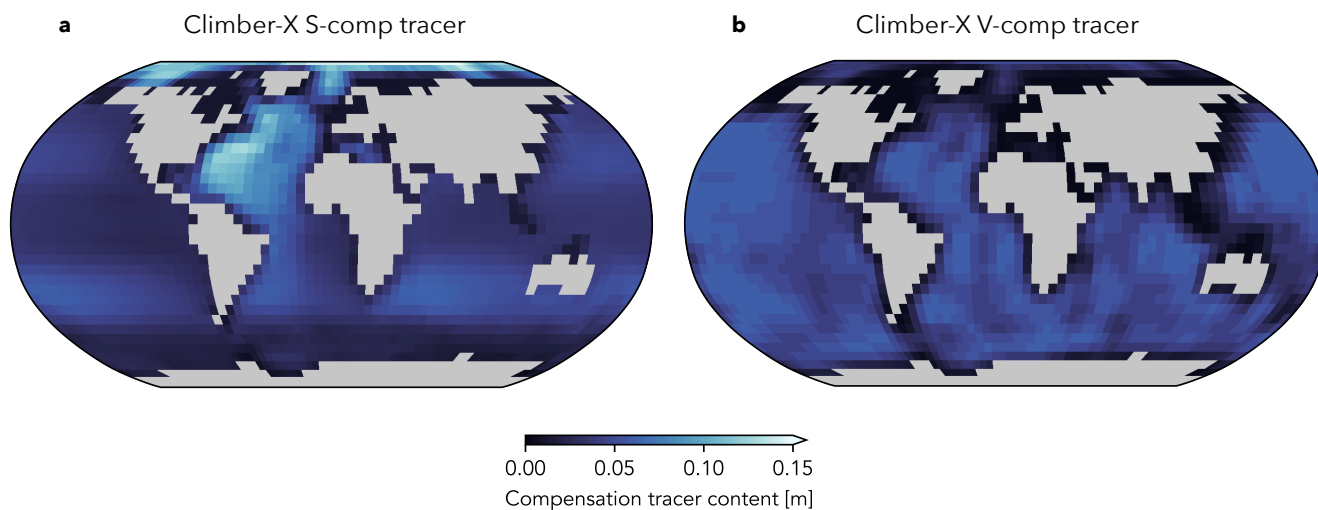 a Climber-X S-comp tracer
b Climber-X V-comp tracer
0.00 0.05 0.10 0.15
Compensation tracer content [m]